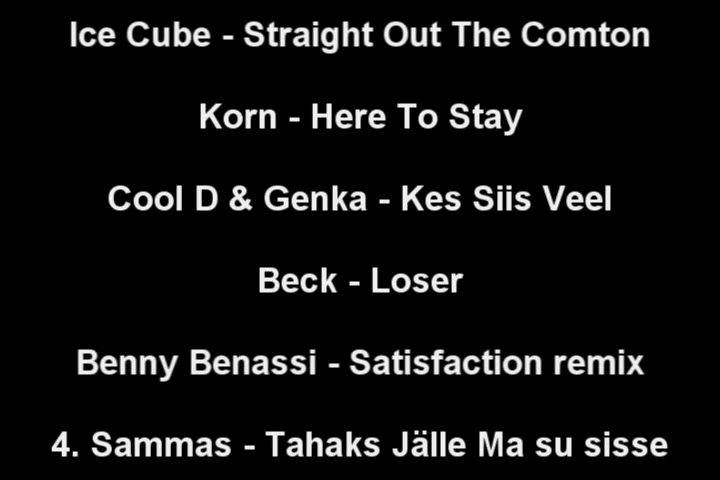 Ice Cube - Straight Out The Comton
Korn - Here To Stay
Cool D & Genka - Kes Siis Veel
Beck - Loser
Benny Benassi - Satisfaction remix
4. Sammas - Tahaks Jälle Ma su sisse